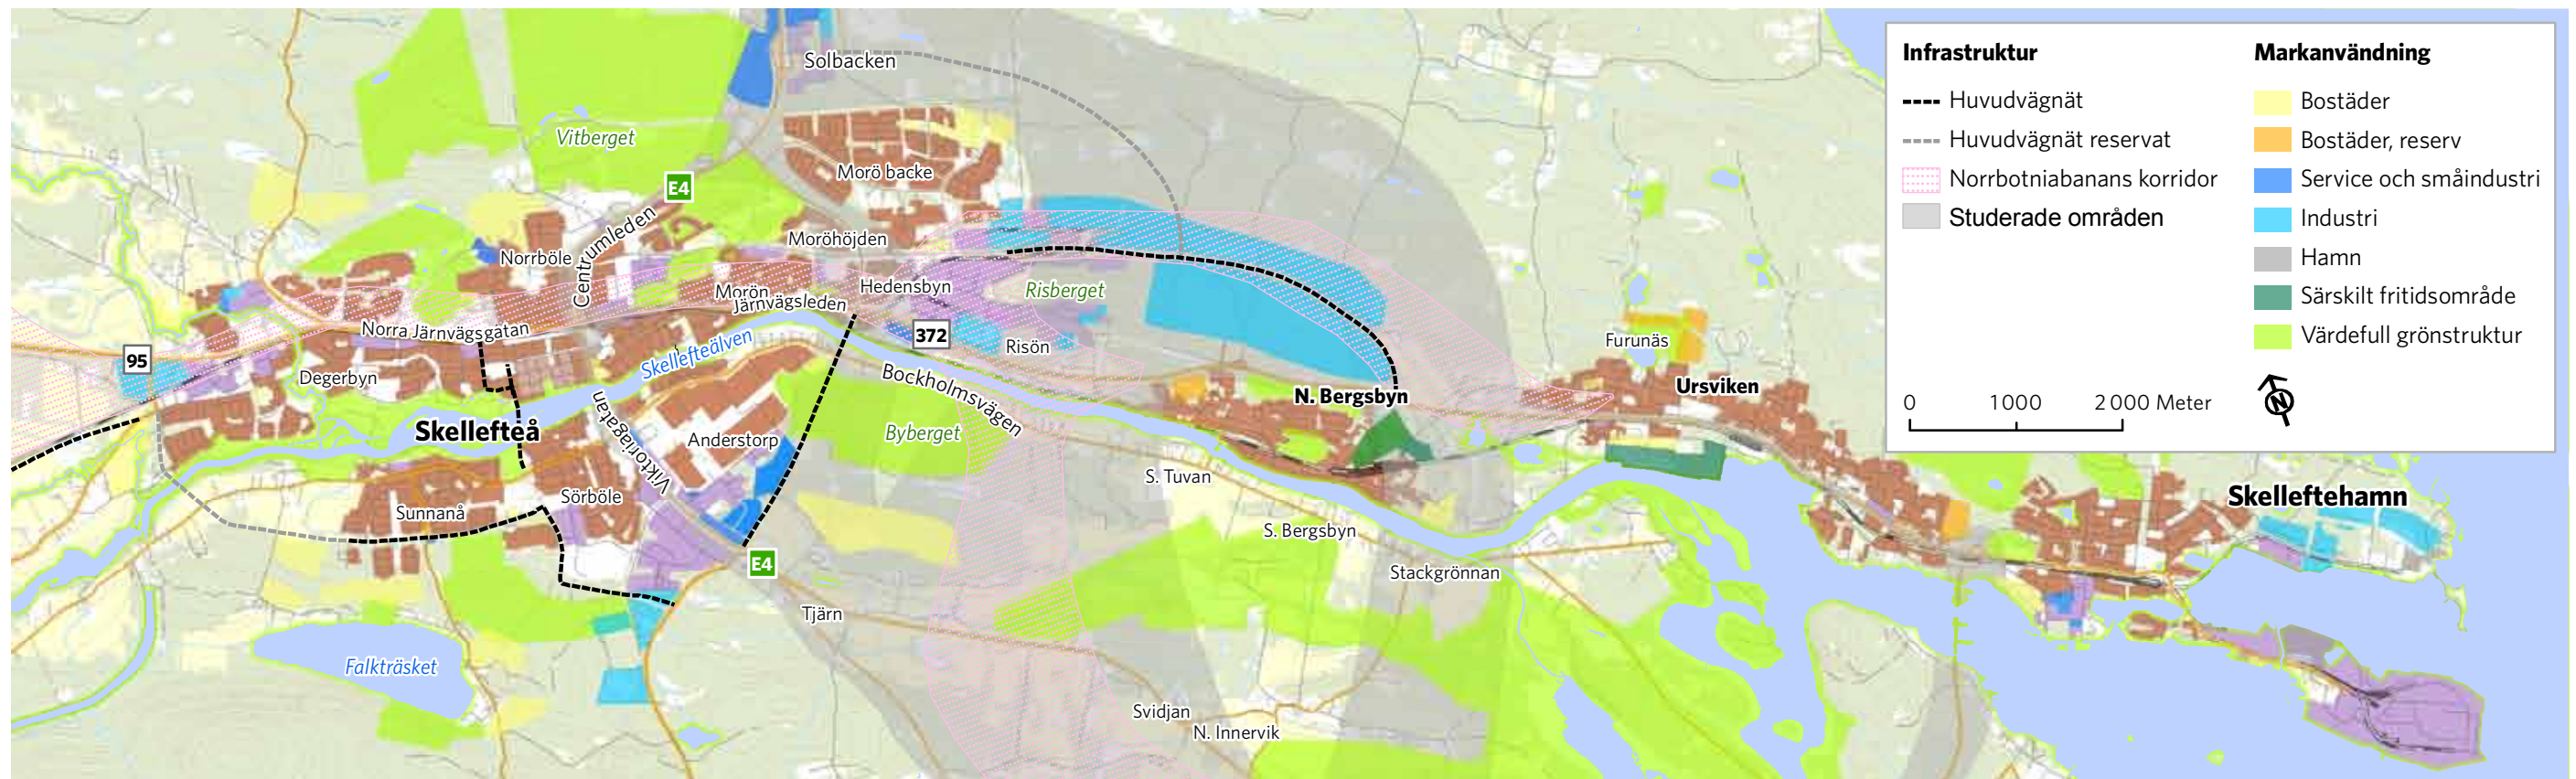 Solbacken
Vitberget
E4
Morö backe
Centrumleden
Norrböle
Moröhöjden
Hedensbyn
Risberget
Morön
Järnvägsleden
Norra Järnvägsgatan
Skellefteälven
372
Risön
95
Degerbyn
Bockholmsvägen
N. Bergsbyn
Furunäs
Ursviken
Skellefteå
Viktoriagatan
Anderstorp
Byberget
S. Tuvan
Sörböle
Sunnanå
S. Bergsbyn
Skelleftehamn
E4
Stackgrönnan
Tjärn
Falkträsket
Svidjan
N. Innervik
Infrastruktur
Huvudvägnät
Huvudvägnät reservat
Norrbotniabanans korridor
Studerade områden
Markanvändning
Bostäder
Bostäder, reserv
Service och småindustri
Industri
Hamn
Särskilt fritidsområde
Värdefull grönstruktur
0 1 000 2 000 Meter
N